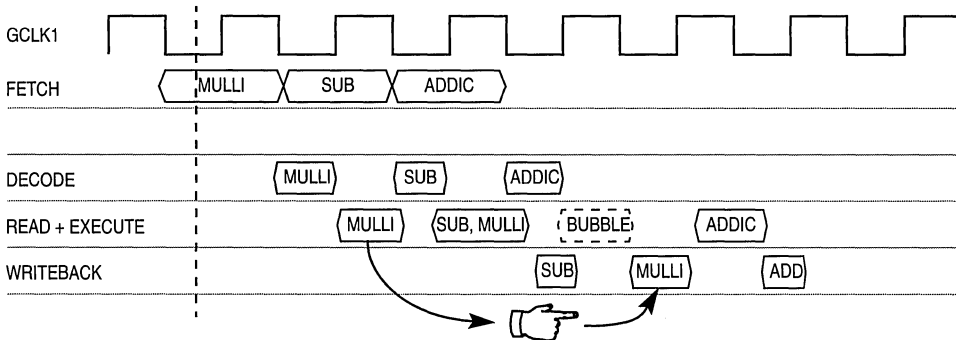 GCLK1
FETCH MULLI SUB ADDIC
DECODE MULLI SUB ADDIC
READ + EXECUTE MULLI SUB, MULLI BUBBLE ADDIC
WRITEBACK SUB MULLI ADD